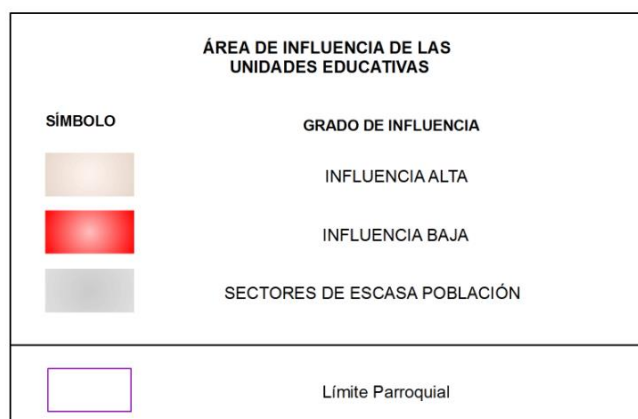 ÁREA DE INFLUENCIA DE LAS
UNIDADES EDUCATIVAS
SÍMBOLO GRADO DE INFLUENCIA
INFLUENCIA ALTA
INFLUENCIA BAJA
SECTORES DE ESCASA POBLACIÓN
Límite Parroquial